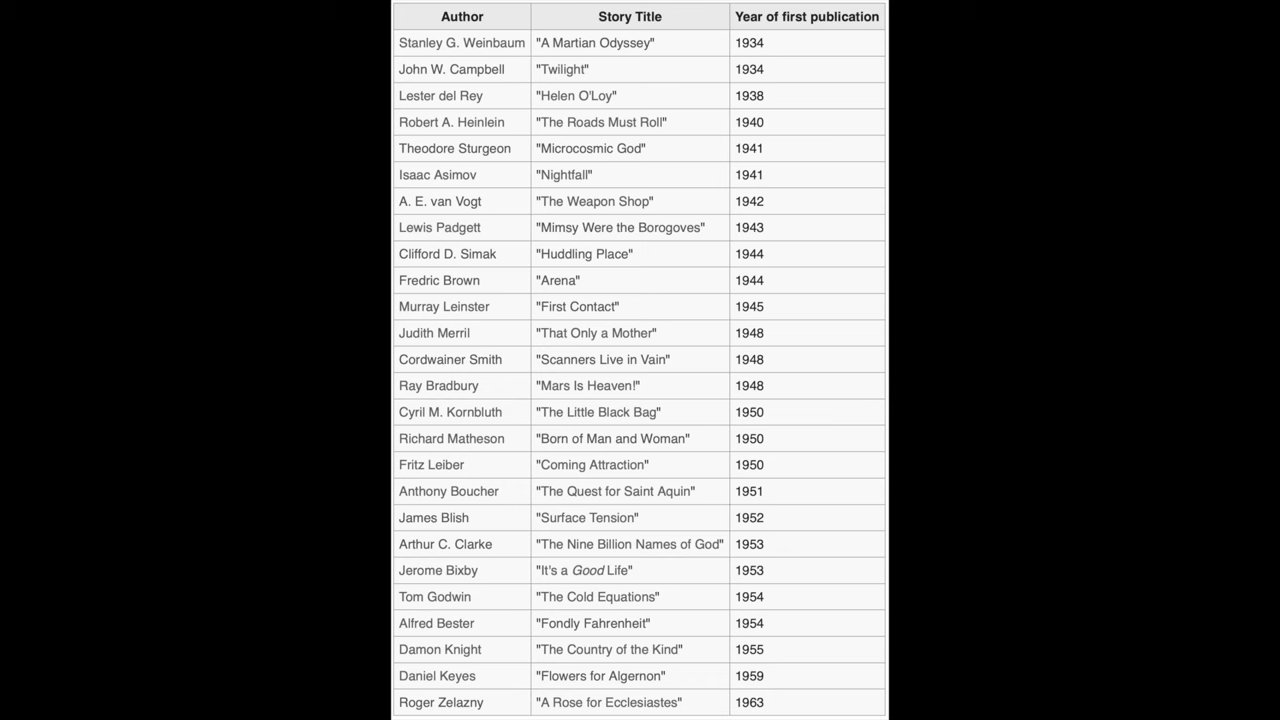 Author Story Title Year of first publication
Stanley G. Weinbaum "A Martian Odyssey" 1934
John W. Campbell "Twilight" 1934
Lester del Rey "Helen O'Loy" 1938
Robert A. Heinlein "The Roads Must Roll" 1940
Theodore Sturgeon "Microcosmic God" 1941
Isaac Asimov "Nightfall" 1941
A. E. van Vogt "The Weapon Shop" 1942
Lewis Padgett "Mimsy Were the Borogoves" 1943
Clifford D. Simak "Huddling Place" 1944
Fredric Brown "Arena" 1944
Murray Leinster "First Contact" 1945
Judith Merril "That Only a Mother" 1948
Cordwainer Smith "Scanners Live in Vain" 1948
Ray Bradbury "Mars Is Heaven!" 1948
Cyril M. Kornbluth "The Little Black Bag" 1950
Richard Matheson "Born of Man and Woman" 1950
Fritz Leiber "Coming Attraction" 1950
Anthony Boucher "The Quest for Saint Aquin" 1951
James Blish "Surface Tension" 1952
Arthur C. Clarke "The Nine Billion Names of God" 1953
Jerome Bixby "It's a Good Life" 1953
Tom Godwin "The Cold Equations" 1954
Alfred Bester "Fondly Fahrenheit" 1954
Damon Knight "The Country of the Kind" 1955
Daniel Keyes "Flowers for Algernon" 1959
Roger Zelazny "A Rose for Ecclesiastes" 1963